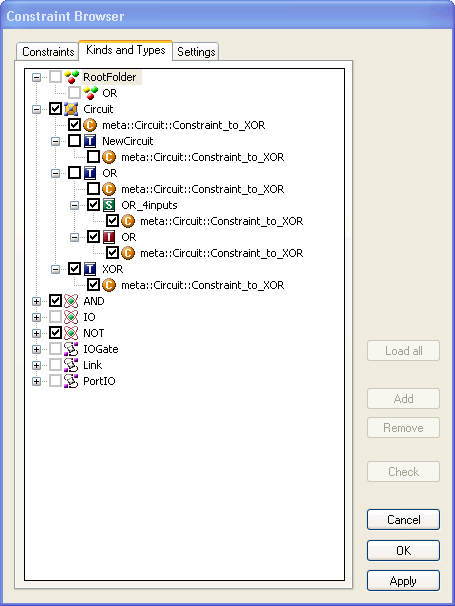 Constraint Browser
Constraints
Kinds and Types
Settings
RootFolder
OR
Circuit
C meta::Circuit::Constraint_to_XOR
T NewCircuit
C meta::Circuit::Constraint_to_XOR
T OR
C meta::Circuit::Constraint_to_XOR
S OR_4inputs
C meta::Circuit::Constraint_to_XOR
I OR
C meta::Circuit::Constraint_to_XOR
T XOR
C meta::Circuit::Constraint_to_XOR
AND
IO
NOT
IOGate
Link
PortIO
Load all
Add
Remove
Check
Cancel
OK
Apply